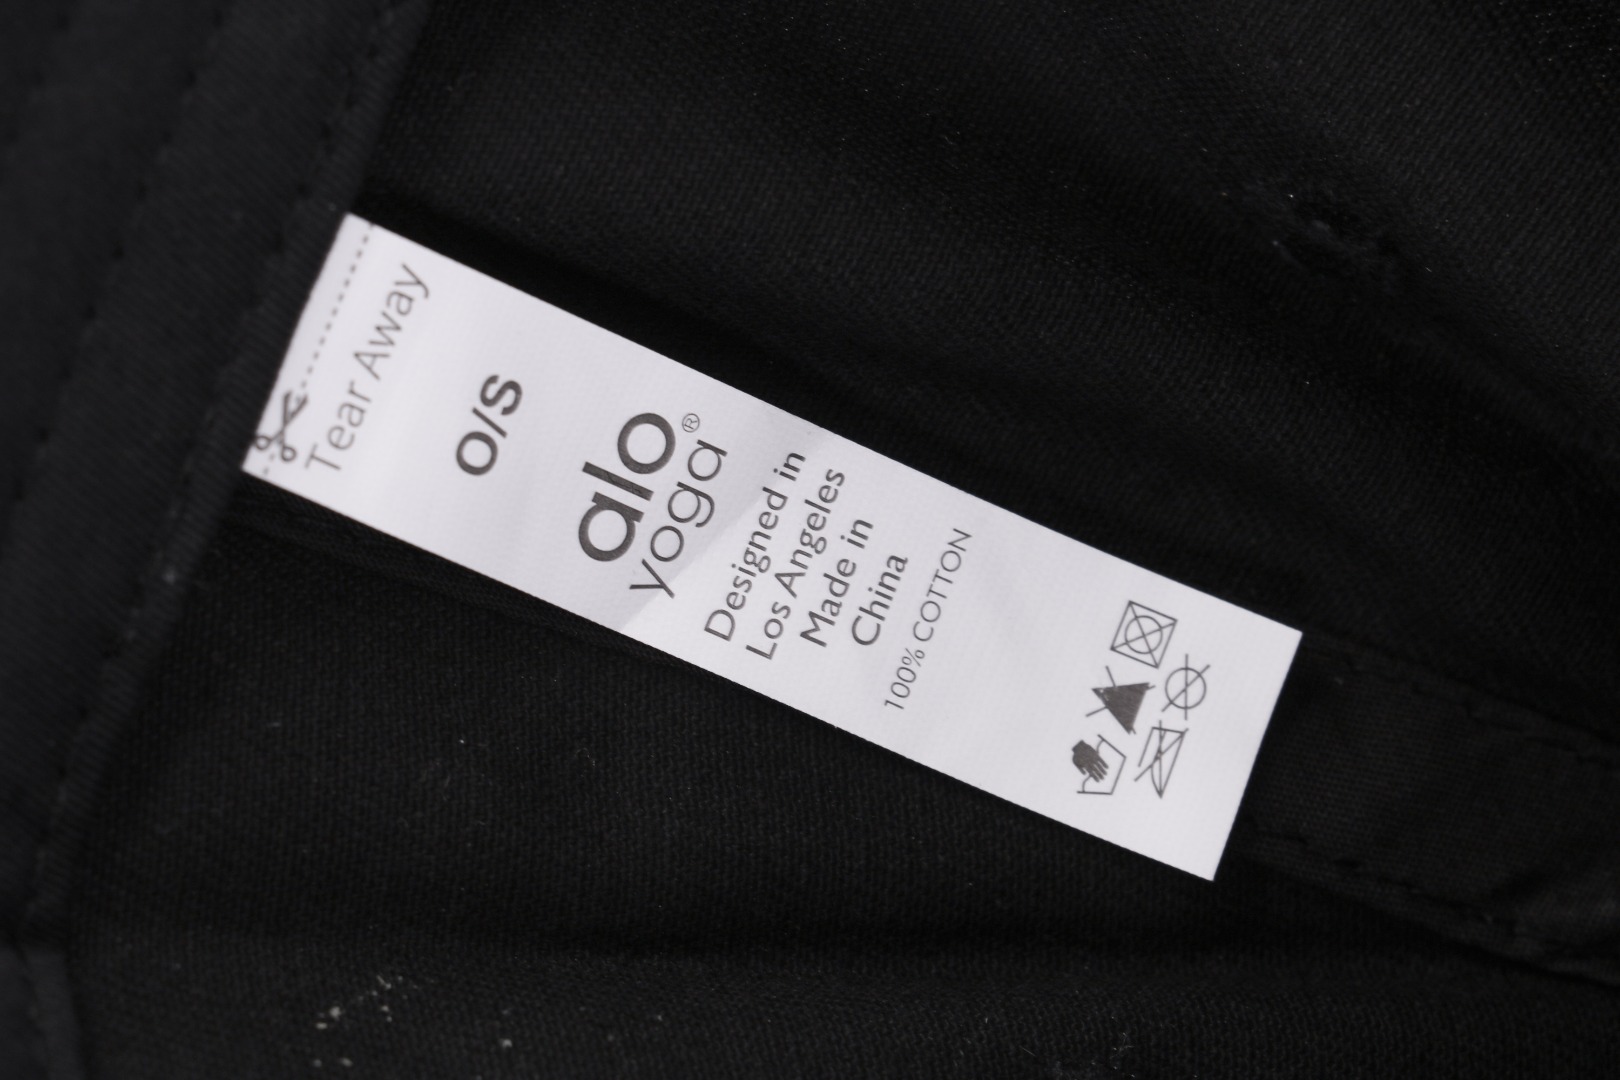 Tear Away
O/S
alo
yoga®
Designed in
Los Angeles
Made in
China
100% COTTON